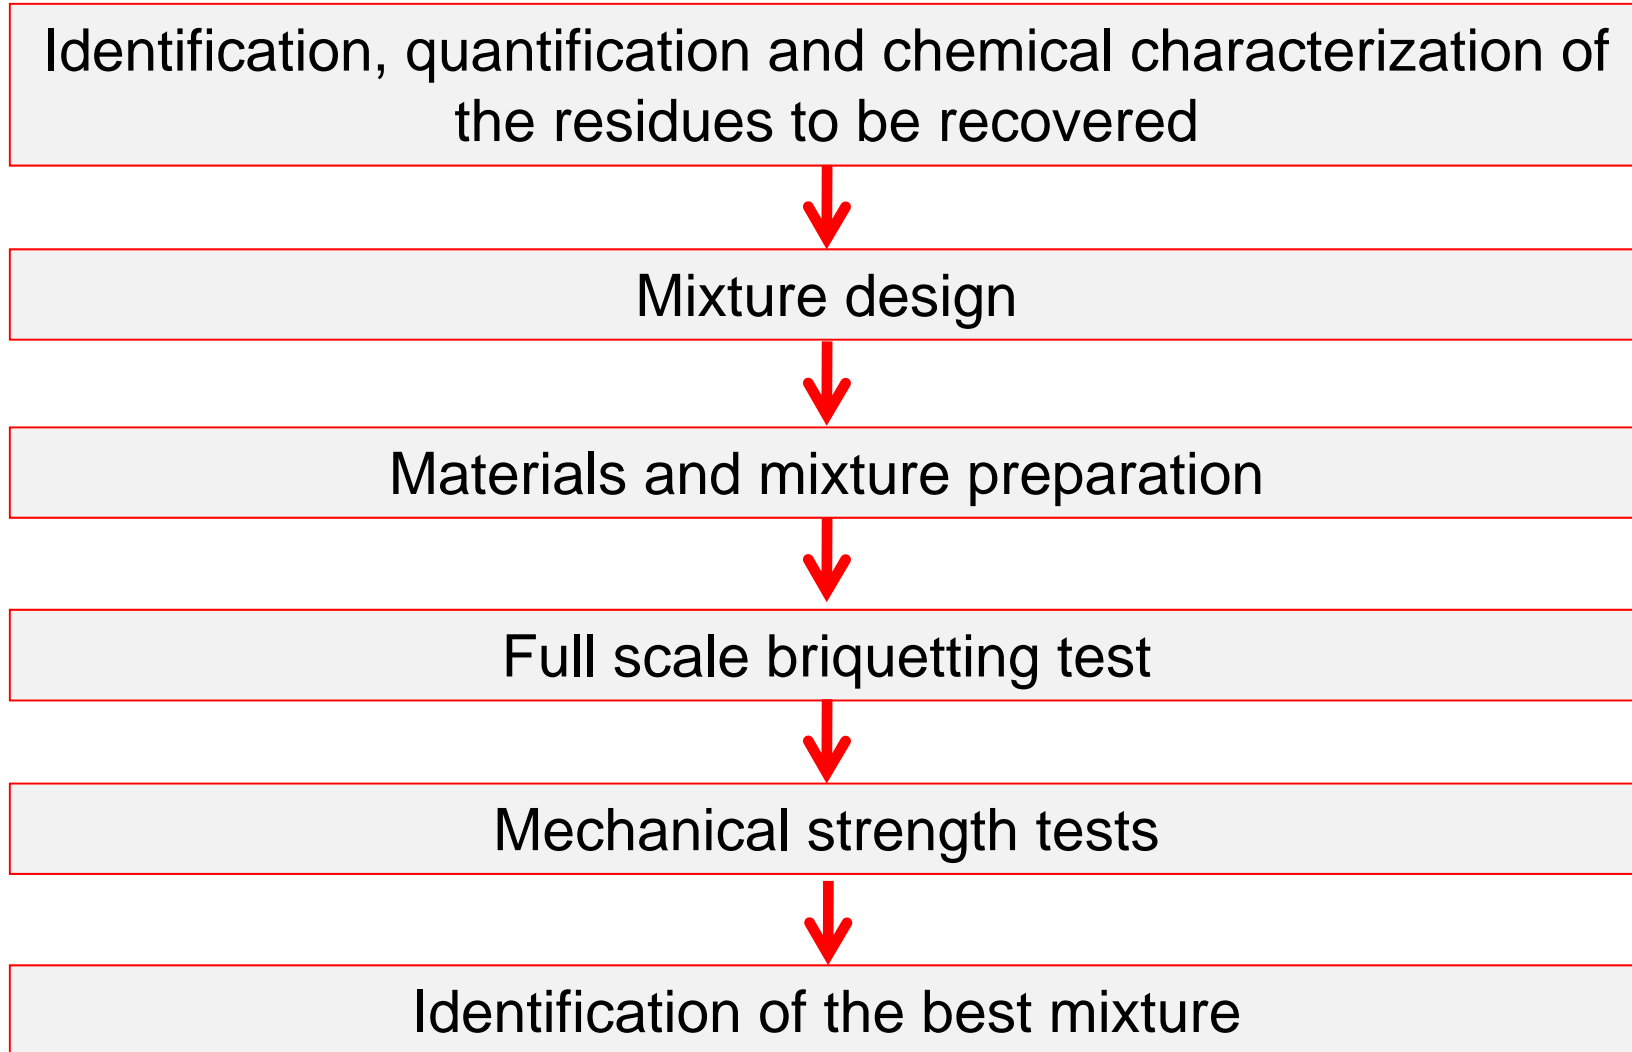 Identification, quantification and chemical characterization of
the residues to be recovered
Mixture design
Materials and mixture preparation
Full scale briquetting test
Mechanical strength tests
Identification of the best mixture